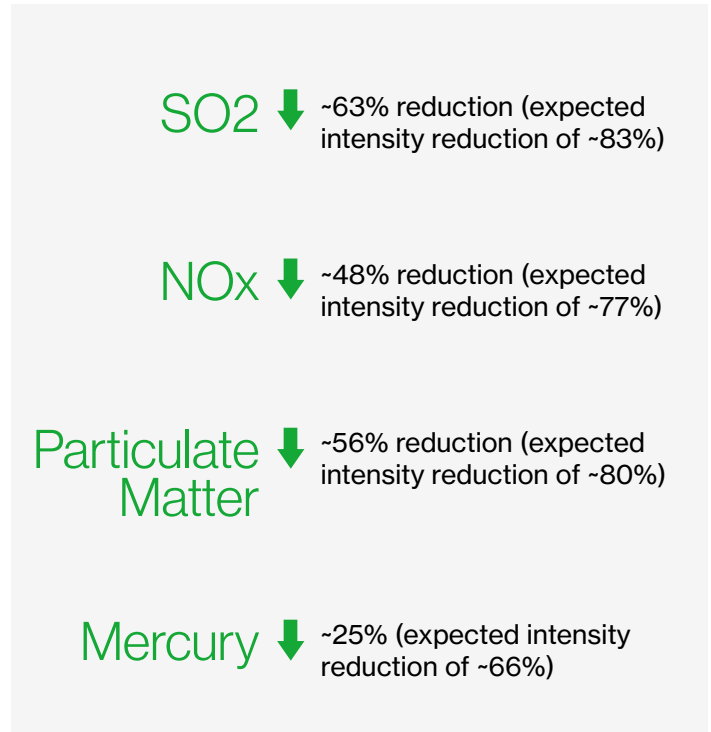 SO2
~63% reduction (expected
intensity reduction of ~83%)
NOx
~48% reduction (expected
intensity reduction of ~77%)
Particulate
Matter
~56% reduction (expected
intensity reduction of ~80%)
Mercury
~25% (expected intensity
reduction of ~66%)